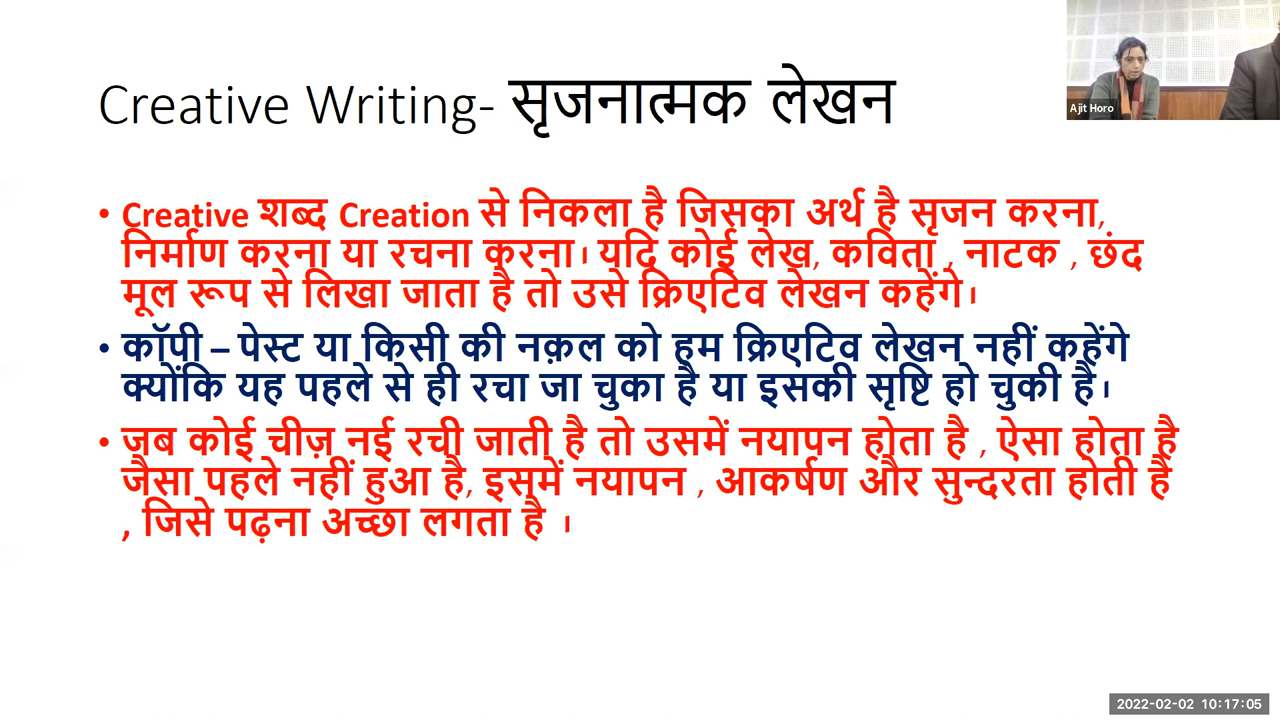 Creative Writing- सृजनात्मक लेखन
Ajit Horo
• Creative शब्द Creation से निकला है जिसका अर्थ है सृजन करना,
निर्माण करना या रचना करना। यदि कोई लेख, कविता , नाटक , छंद
मूल रूप से लिखा जाता है तो उसे क्रिएटिव लेखन कहेंगे।
• कॉपी – पेस्ट या किसी की नक़ल को हम क्रिएटिव लेखन नहीं कहेंगे
क्योंकि यह पहले से ही रचा जा चुका है या इसकी सृष्टि हो चुकी है।
• जब कोई चीज़ नई रची जाती है तो उसमें नयापन होता है , ऐसा होता है
जैसा पहले नहीं हुआ है, इसमें नयापन , आकर्षण और सुन्दरता होती है
, जिसे पढ़ना अच्छा लगता है ।
2022-02-02 10:17:05